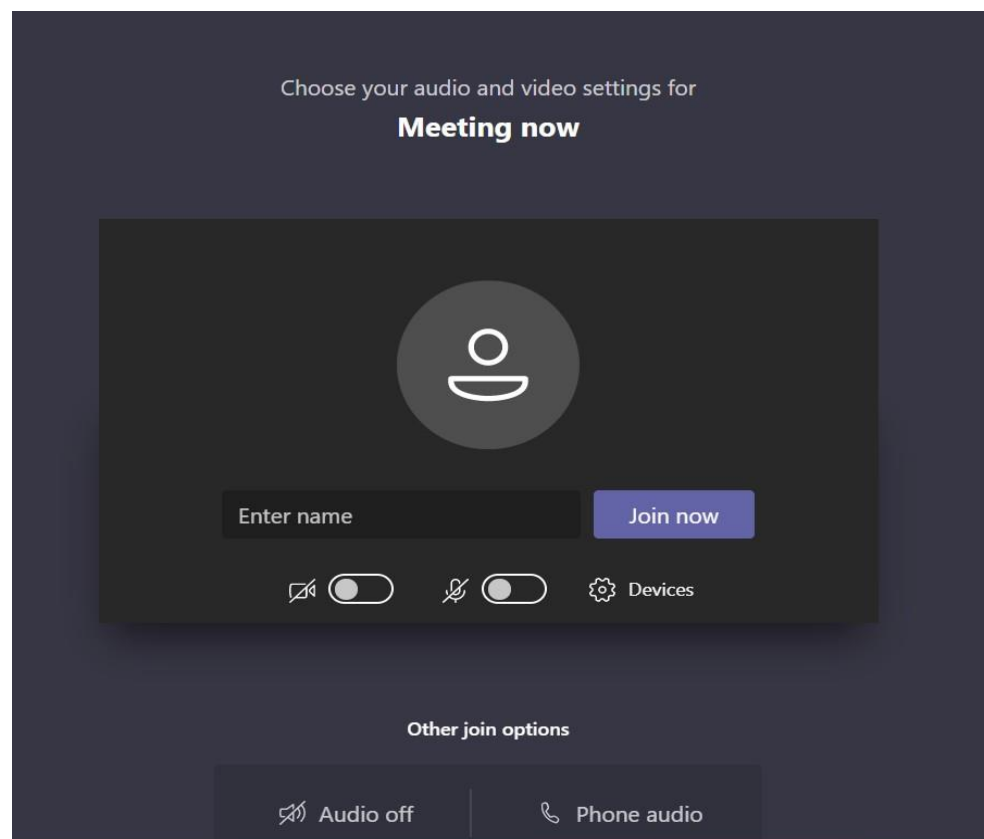 Choose your audio and video settings for
Meeting now
Enter name
Join now
Devices
Other join options
Audio off
Phone audio